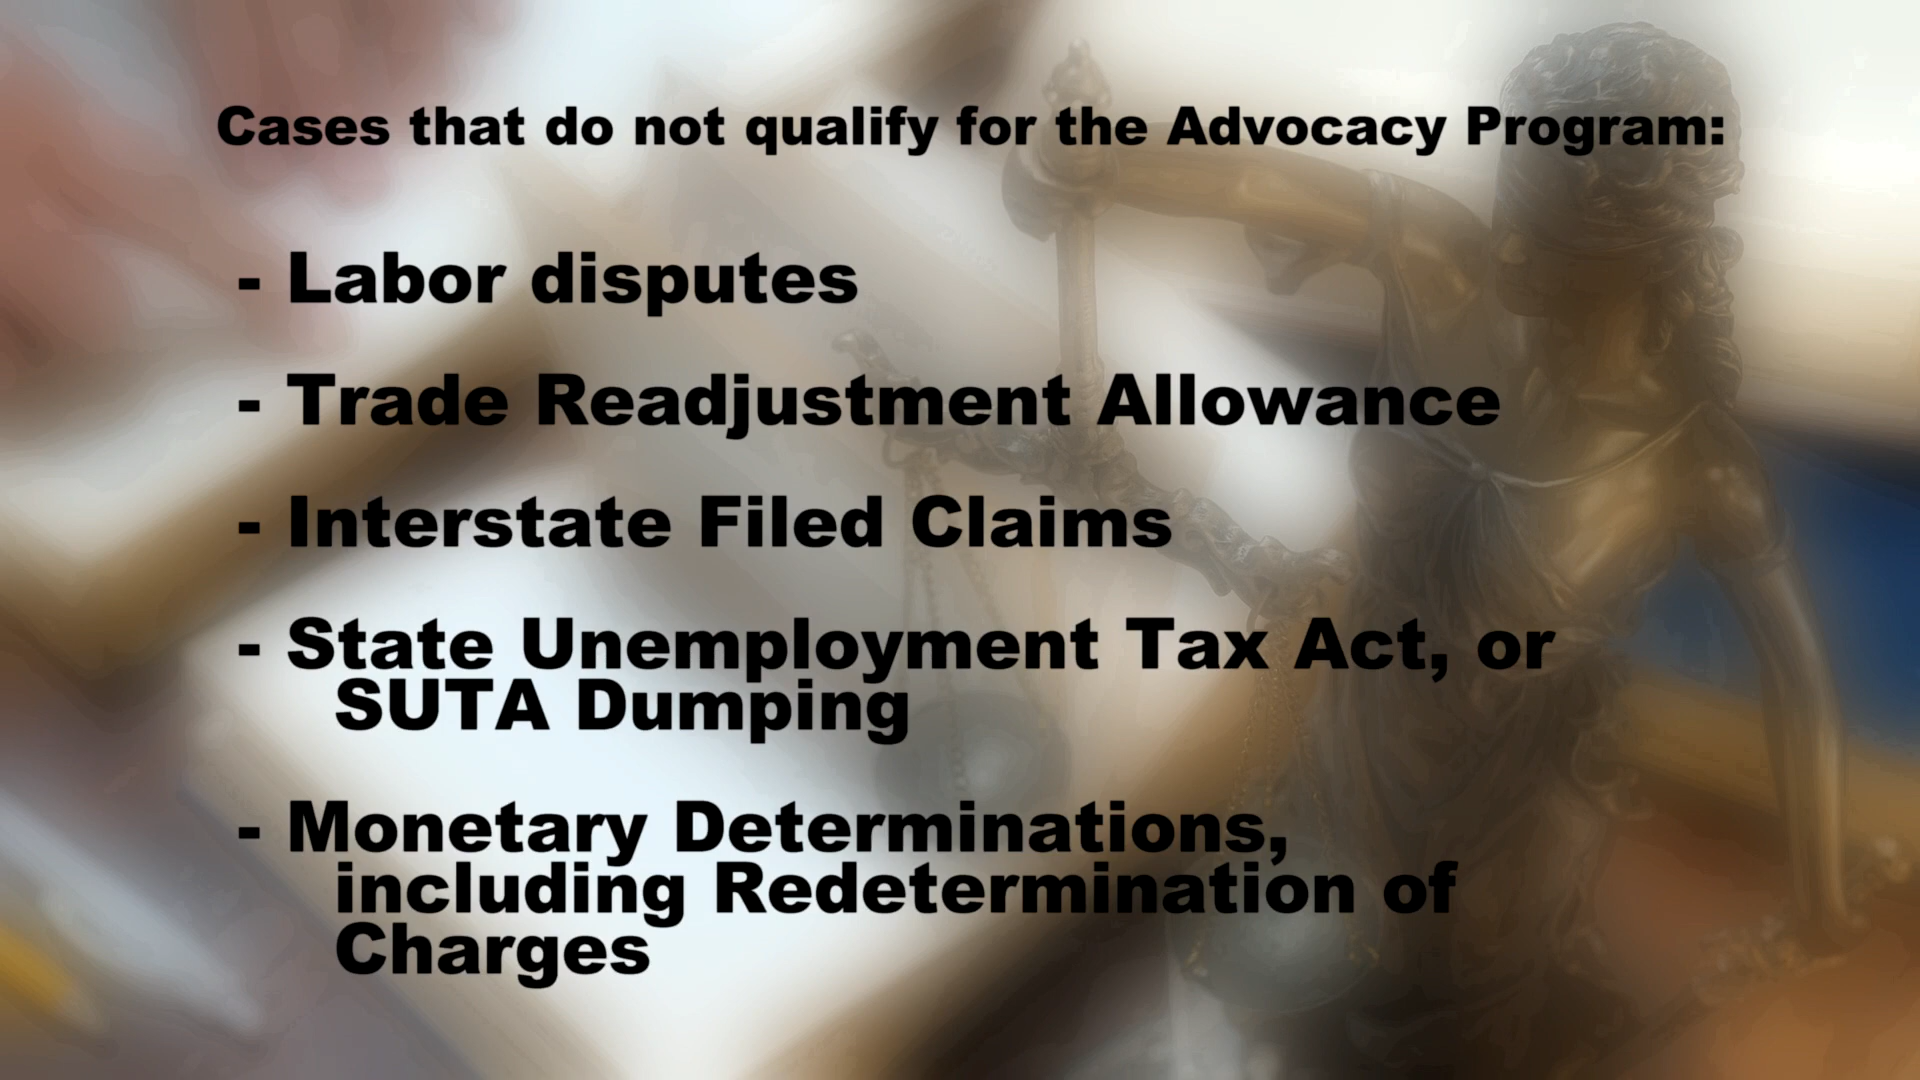 Cases that do not qualify for the Advocacy Program:
- Labor disputes
- Trade Readjustment Allowance
- Interstate Filed Claims
- State Unemployment Tax Act, or
SUTA Dumping
- Monetary Determinations,
including Redetermination of
Charges